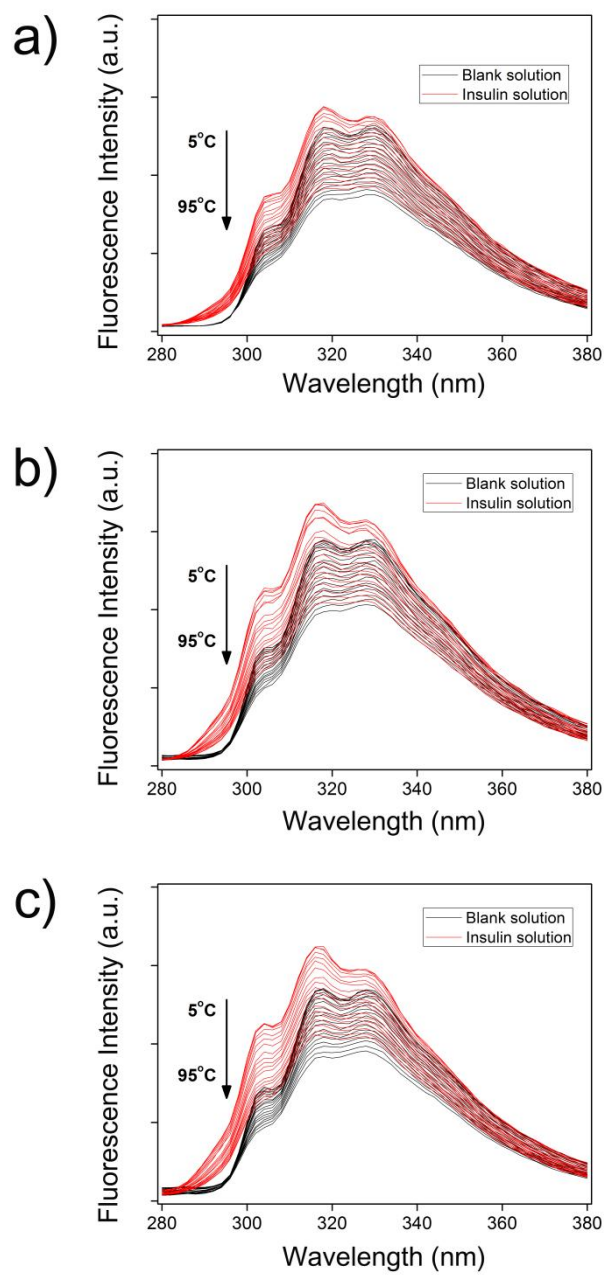 a)
Fluorescence Intensity (a.u.)
Blank solution
Insulin solution
5°C
95°C
280 300 320 340 360 380
Wavelength (nm)
b)
Fluorescence Intensity (a.u.)
Blank solution
Insulin solution
5°C
95°C
280 300 320 340 360 380
Wavelength (nm)
c)
Fluorescence Intensity (a.u.)
Blank solution
Insulin solution
5°C
95°C
280 300 320 340 360 380
Wavelength (nm)